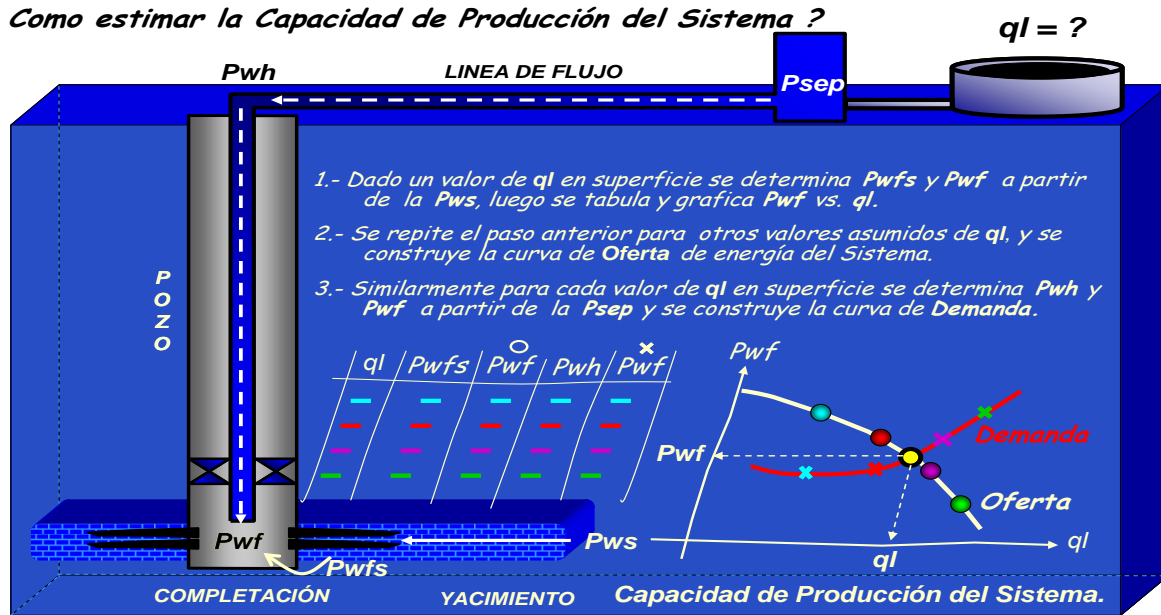 Como estimar la Capacidad de Producción del Sistema ?
ql = ?
Pwh
LINEA DE FLUJO
Psep
1.- Dado un valor de ql en superficie se determina Pwfs y Pwf a partir
de la Pws, luego se tabula y grafica Pwf vs. ql.
2.- Se repite el paso anterior para otros valores asumidos de ql, y se
construye la curva de Oferta de energía del Sistema.
3.- Similarmente para cada valor de ql en superficie se determina Pwh y
Pwf a partir de la Psep y se construye la curva de Demanda.
POZO
ql Pwfs Pwf Pwh Pwf
Pwf
Demanda
Pwf
Oferta
Pwf
Pws
ql
ql
Pwfs
COMPLETACIÓN
YACIMIENTO
Capacidad de Producción del Sistema.